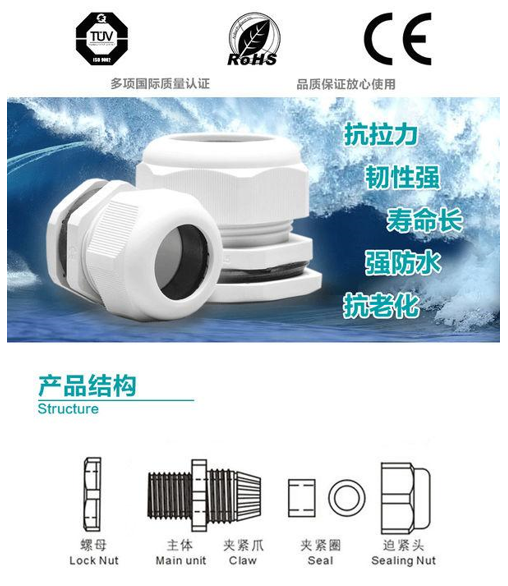 TÜV
ISO 9001
RoHS
CE
多项国际质量认证
品质保证放心使用
抗拉力
韧性强
寿命长
强防水
抗老化
产品结构
Structure
螺母 主体 夹紧爪 夹紧圈 迫紧头
Lock Nut Main unit Claw Seal Sealing Nut